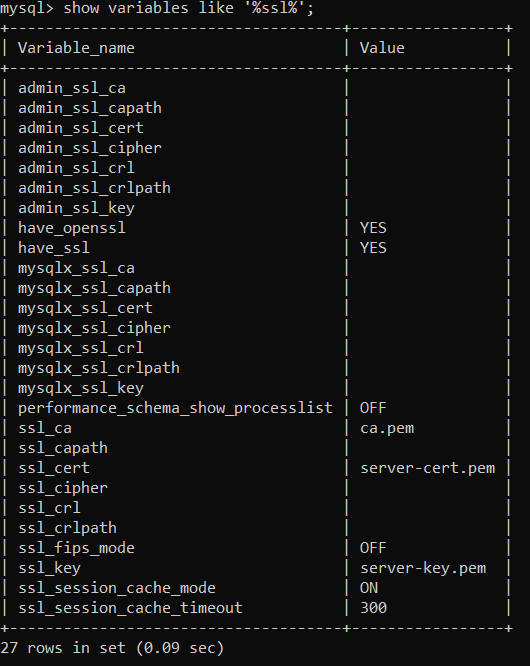 mysql> show variables like '%ssl%';
+-------------------------------------+-----------------+
| Variable_name                       | Value           |
+-------------------------------------+-----------------+
| admin_ssl_ca                        |                 |
| admin_ssl_capath                    |                 |
| admin_ssl_cert                      |                 |
| admin_ssl_cipher                    |                 |
| admin_ssl_crl                       |                 |
| admin_ssl_crlpath                   |                 |
| admin_ssl_key                       |                 |
| have_openssl                        | YES             |
| have_ssl                            | YES             |
| mysqlx_ssl_ca                       |                 |
| mysqlx_ssl_capath                   |                 |
| mysqlx_ssl_cert                     |                 |
| mysqlx_ssl_cipher                   |                 |
| mysqlx_ssl_crl                      |                 |
| mysqlx_ssl_crlpath                  |                 |
| mysqlx_ssl_key                      |                 |
| performance_schema_show_processlist | OFF             |
| ssl_ca                              | ca.pem          |
| ssl_capath                          |                 |
| ssl_cert                            | server-cert.pem |
| ssl_cipher                          |                 |
| ssl_crl                             |                 |
| ssl_crlpath                         |                 |
| ssl_fips_mode                       | OFF             |
| ssl_key                             | server-key.pem  |
| ssl_session_cache_mode              | ON              |
| ssl_session_cache_timeout           | 300             |
+-------------------------------------+-----------------+
27 rows in set (0.09 sec)